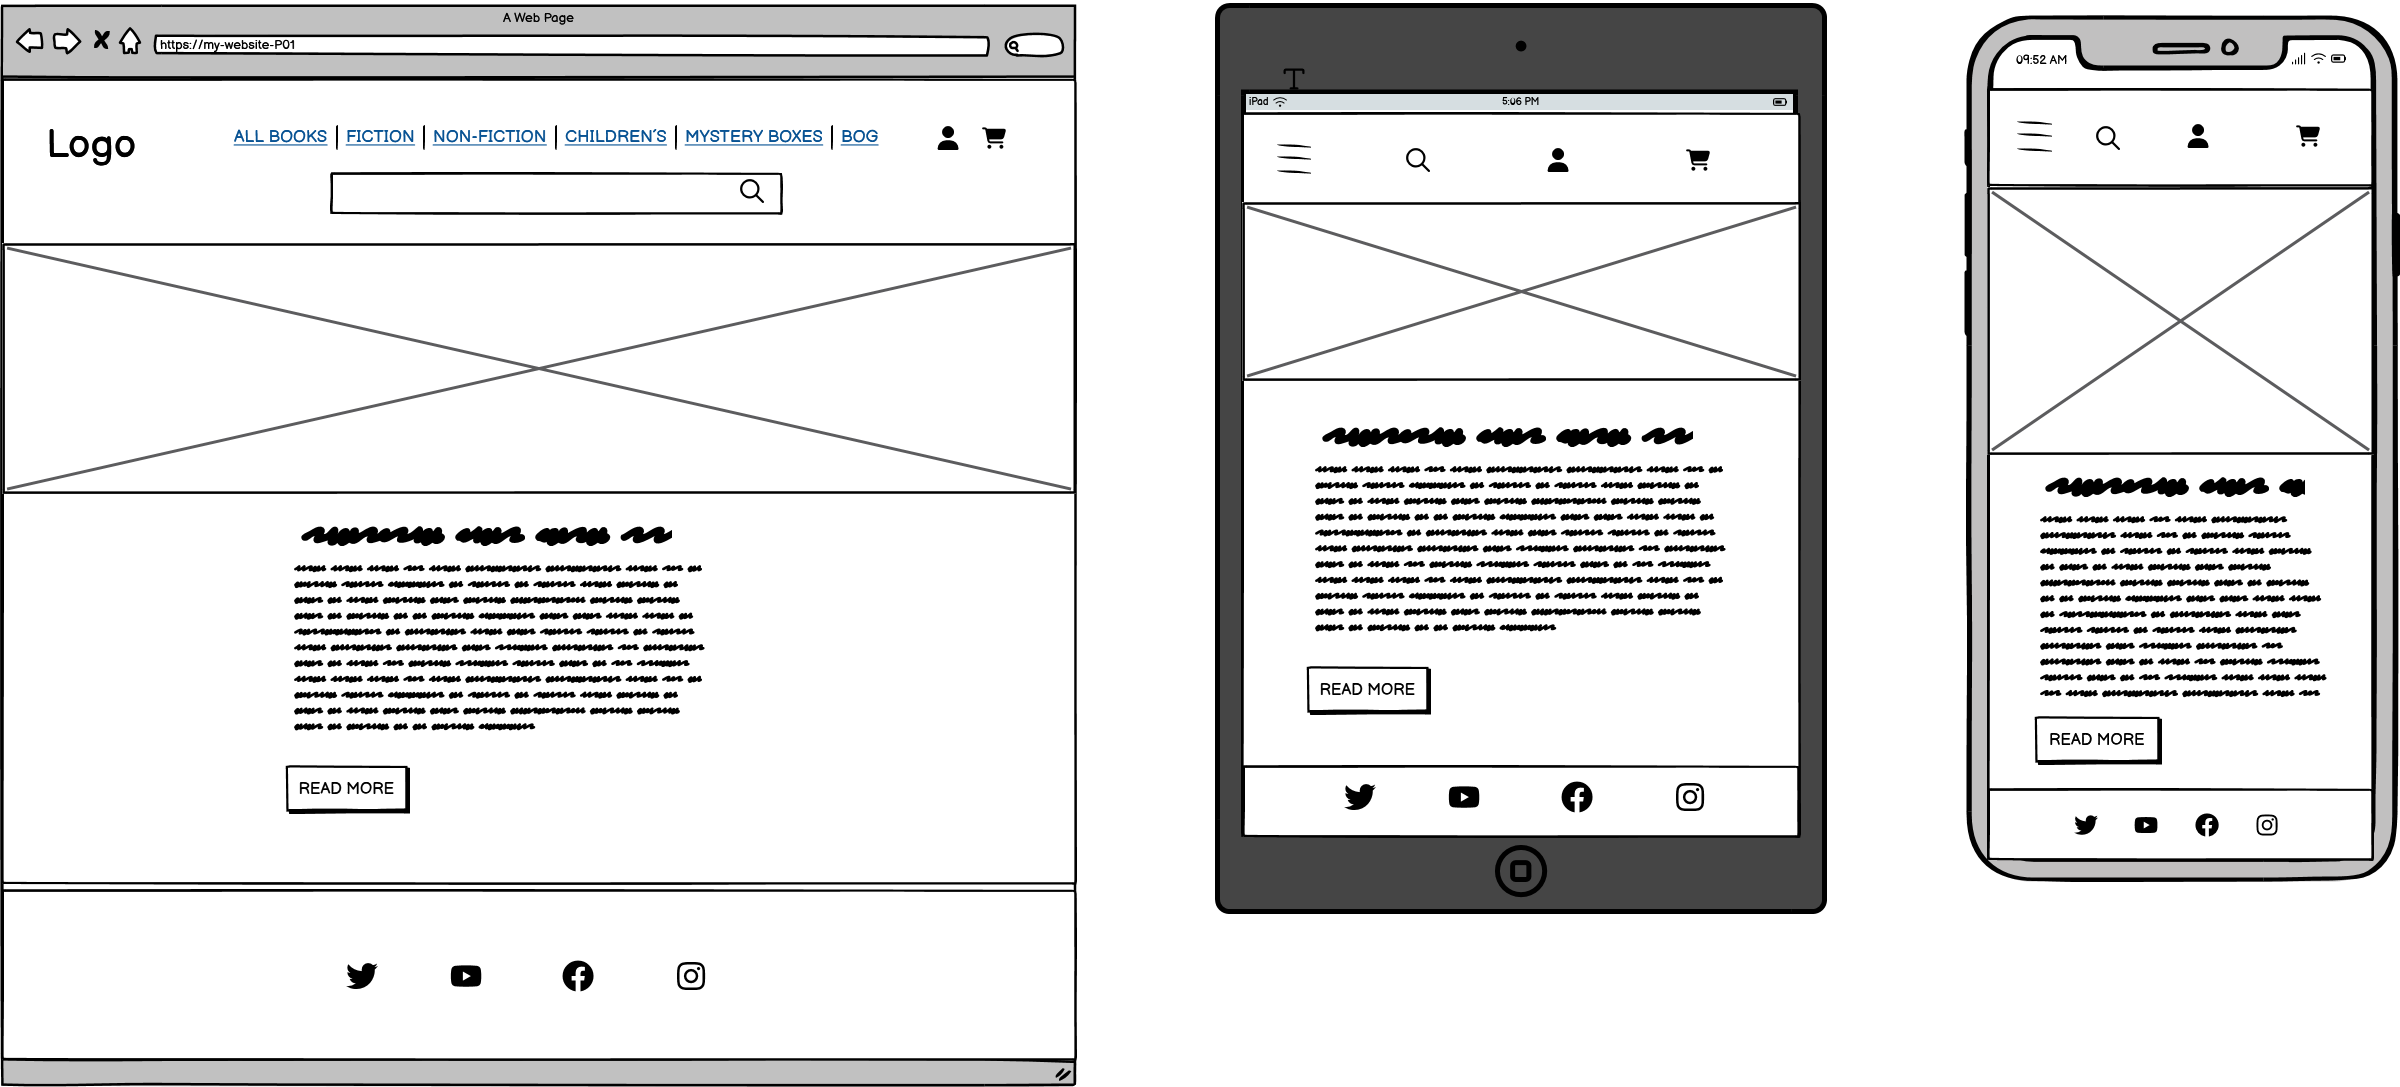 A Web Page
https://my-website-P01
Logo
ALL BOOKS | FICTION | NON-FICTION | CHILDREN'S | MYSTERY BOXES | BOG
READ MORE
iPad 5:06 PM
READ MORE
09:52 AM
READ MORE